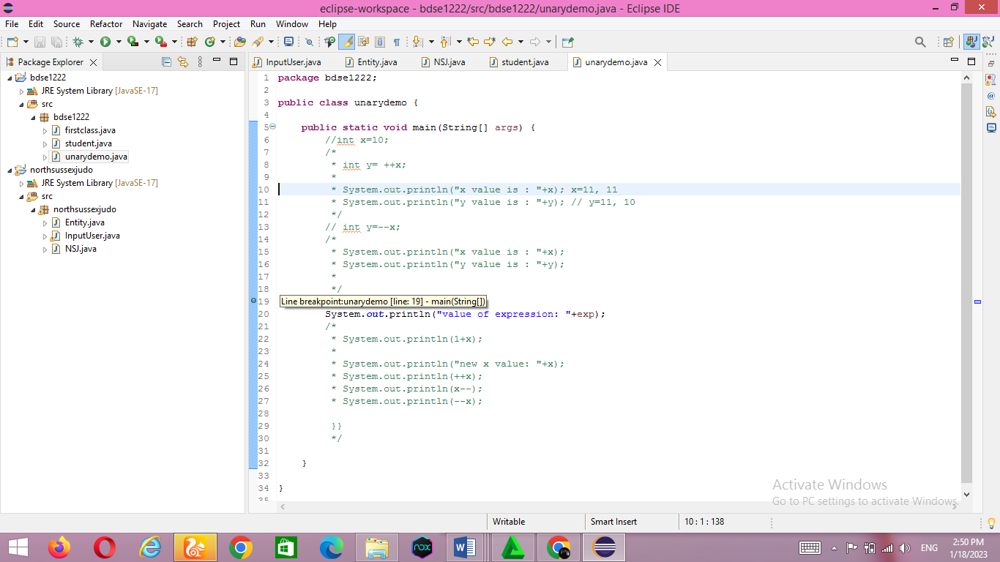 eclipse-workspace - bdse1222/src/bdse1222/unarydemo.java - Eclipse IDE
File Edit Source Refactor Navigate Search Project Run Window Help
Package Explorer
InputUser.java Entity.java NSJ.java student.java unarydemo.java
bdse1222
JRE System Library [JavaSE-17]
src
bdse1222
firstclass.java
student.java
unarydemo.java
northsussexjudo
JRE System Library [JavaSE-17]
src
northsussexjudo
Entity.java
InputUser.java
NSJ.java
1 package bdse1222;
2
3 public class unarydemo {
4
5 public static void main(String[] args) {
6 //int x=10;
7 /*
8 * int y= ++x;
9 *
10 * System.out.println("x value is : "+x); x=11, 11
11 * System.out.println("y value is : "+y); // y=11, 10
12 */
13 // int y=--x;
14 /*
15 * System.out.println("x value is : "+x);
16 * System.out.println("y value is : "+y);
17 *
18 */
19 Line breakpoint:unarydemo [line: 19] - main(String[])
20 System.out.println("value of expression: "+exp);
21 /*
22 * System.out.println(1+x);
23 *
24 * System.out.println("new x value: "+x);
25 * System.out.println(++x);
26 * System.out.println(x--);
27 * System.out.println(--x);
28
29 }}
30 */
31
32 }
33
34 }
35
Activate Windows
Go to PC settings to activate Windows.
Writable Smart Insert 10 : 1 : 138
nox
ENG
2:50 PM
1/18/2023